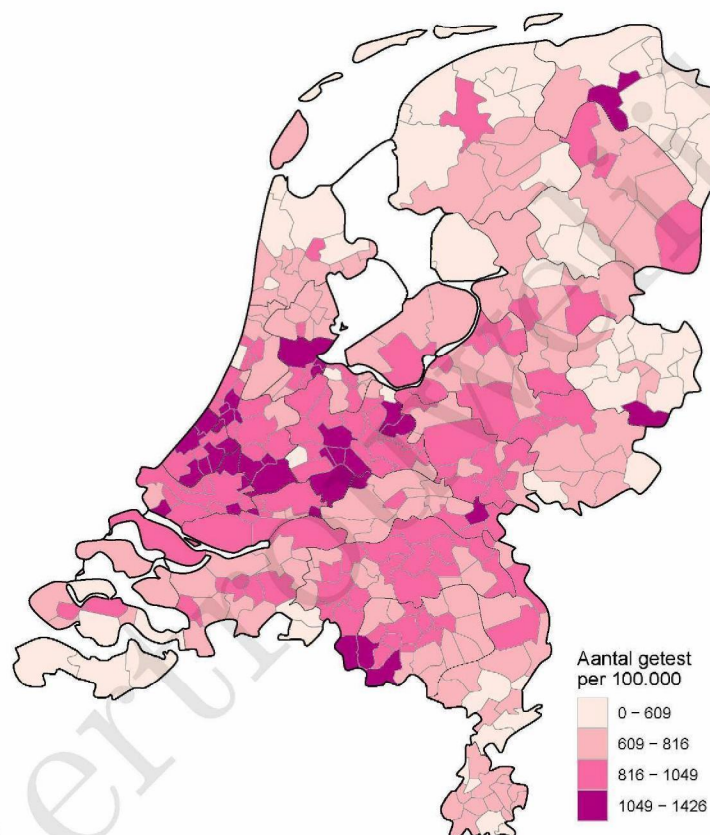 Aantal getest
per 100.000
0 – 609
609 – 816
816 – 1049
1049 – 1426